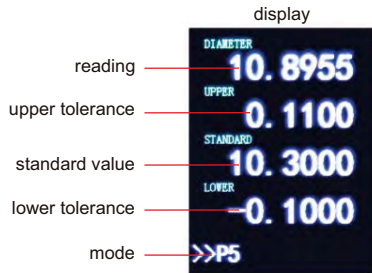 display
reading
DIAMETER
10.8955
upper tolerance
UPPER
0.1100
standard value
STANDARD
10.3000
lower tolerance
LOWER
-0.1000
mode
>>P5